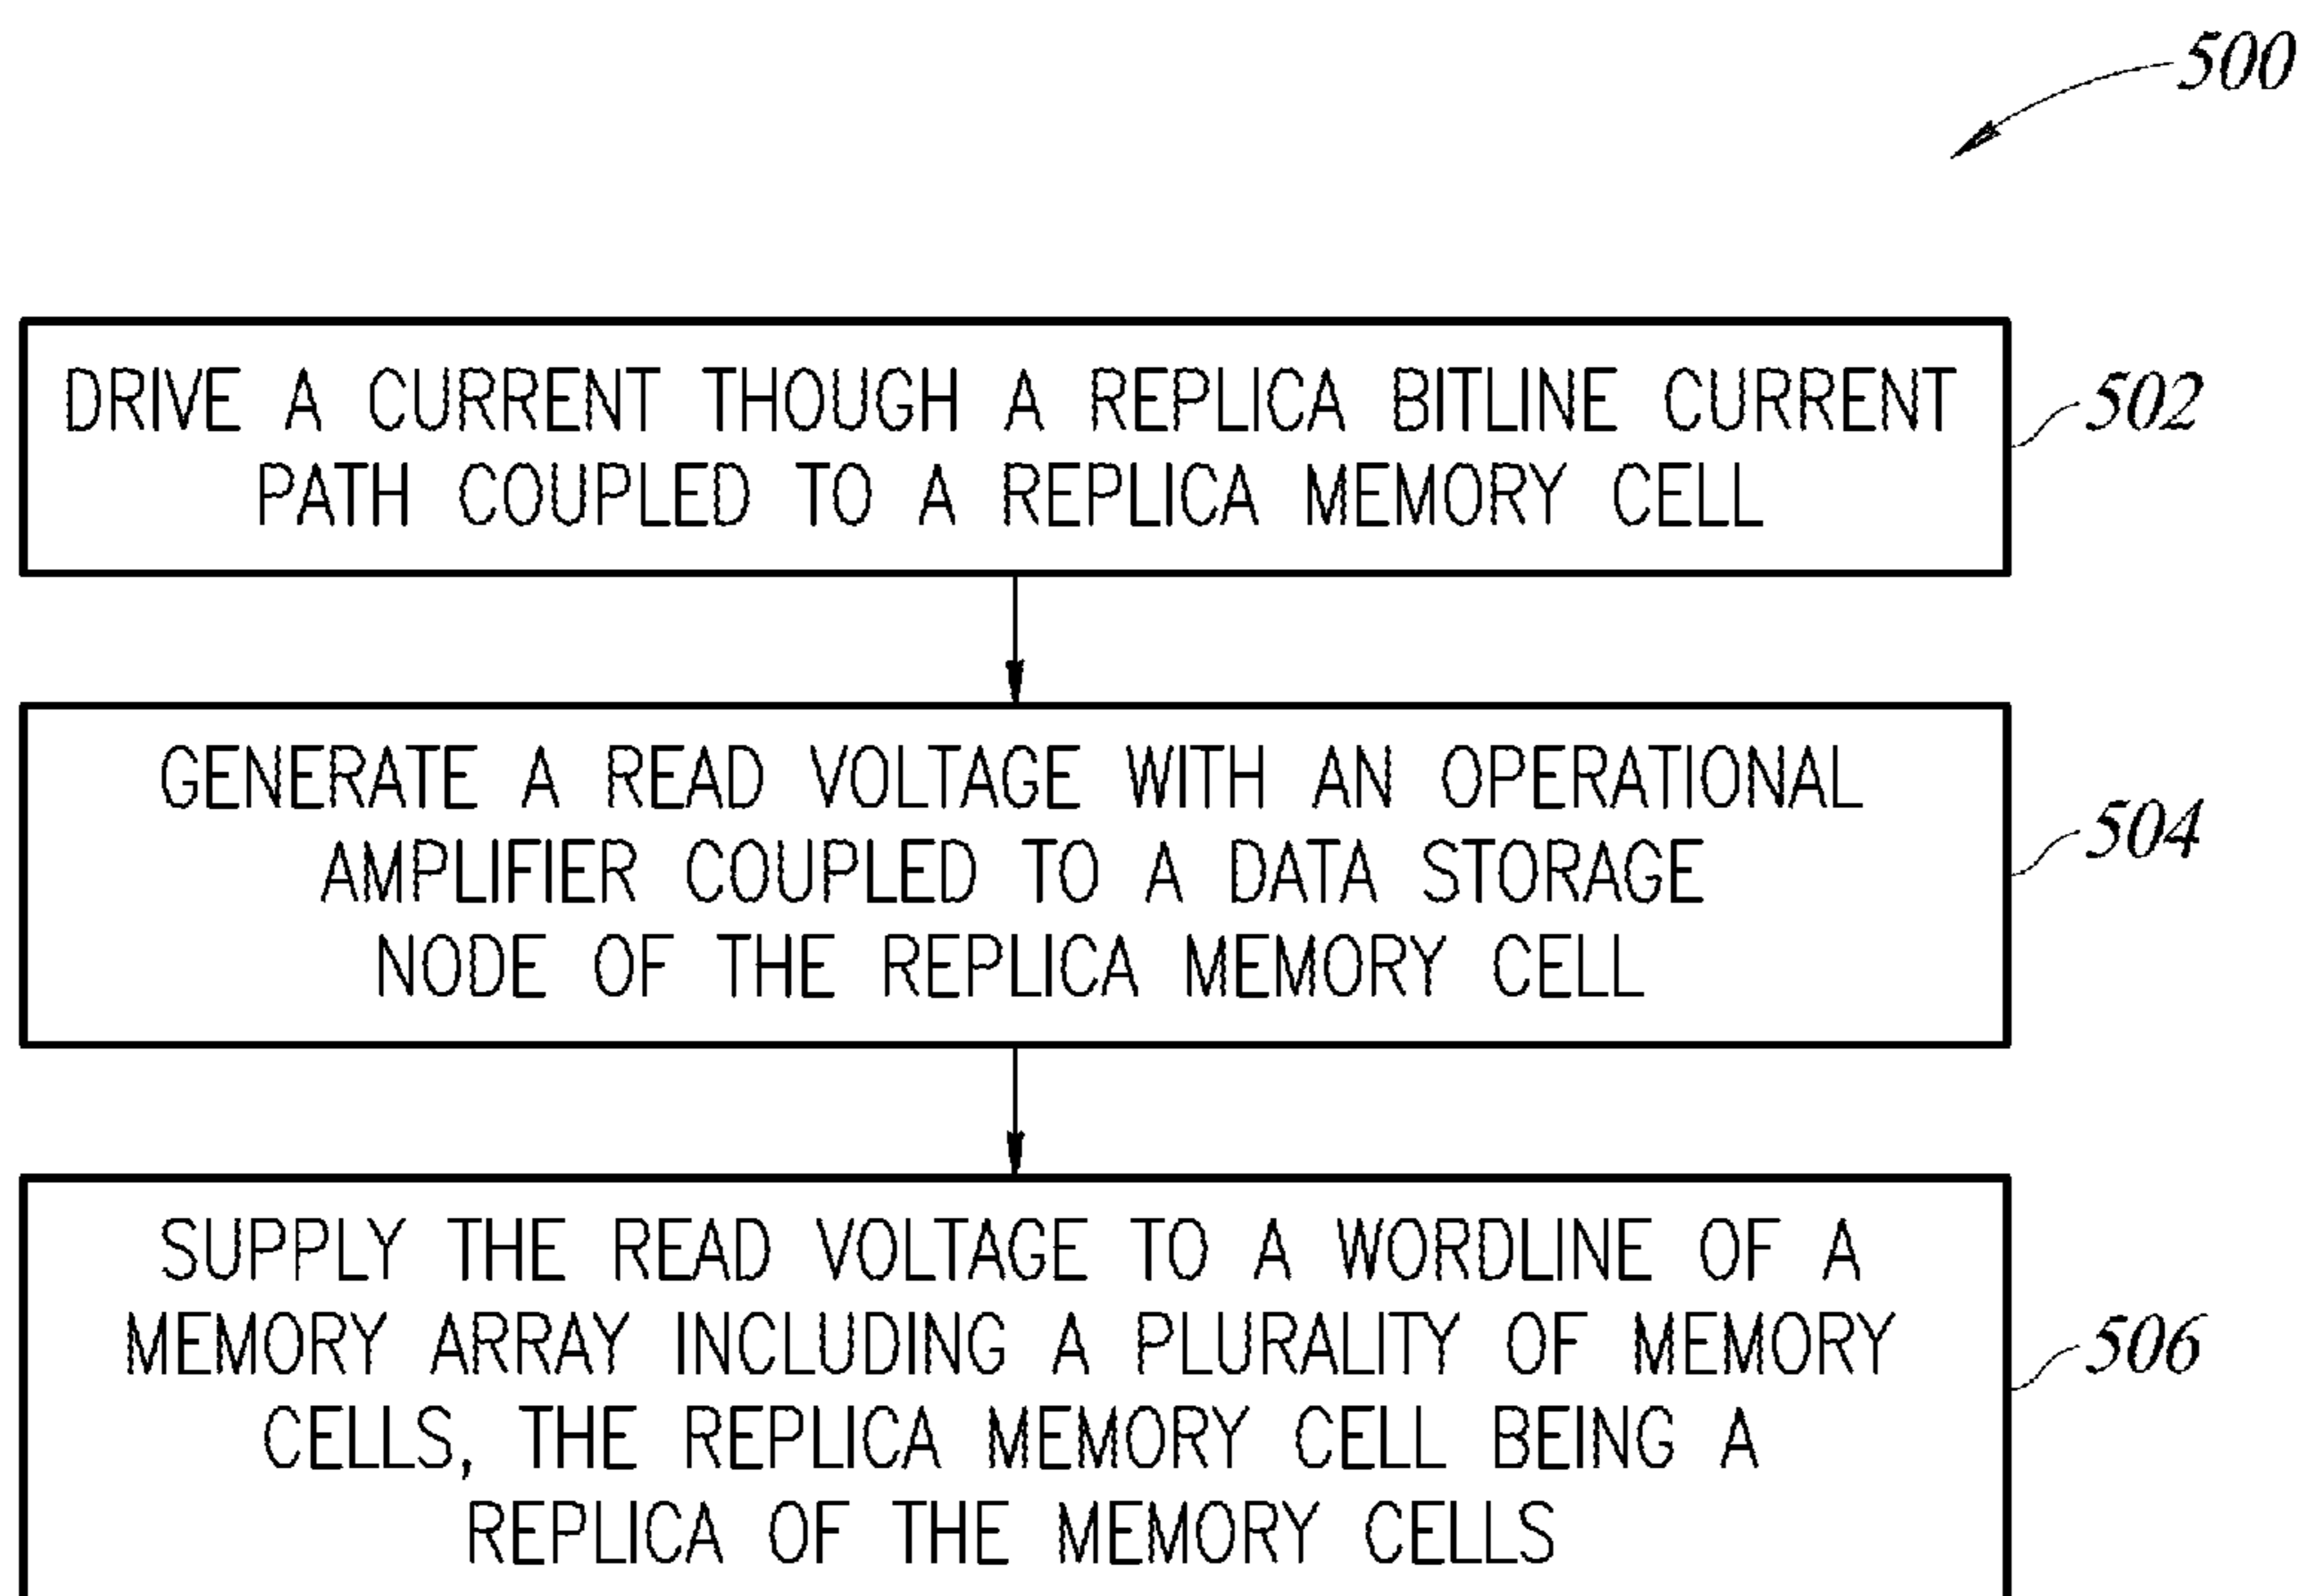 500
DRIVE A CURRENT THOUGH A REPLICA BITLINE CURRENT
PATH COUPLED TO A REPLICA MEMORY CELL
502
GENERATE A READ VOLTAGE WITH AN OPERATIONAL
AMPLIFIER COUPLED TO A DATA STORAGE
NODE OF THE REPLICA MEMORY CELL
504
SUPPLY THE READ VOLTAGE TO A WORDLINE OF A
MEMORY ARRAY INCLUDING A PLURALITY OF MEMORY
CELLS, THE REPLICA MEMORY CELL BEING A
REPLICA OF THE MEMORY CELLS
506